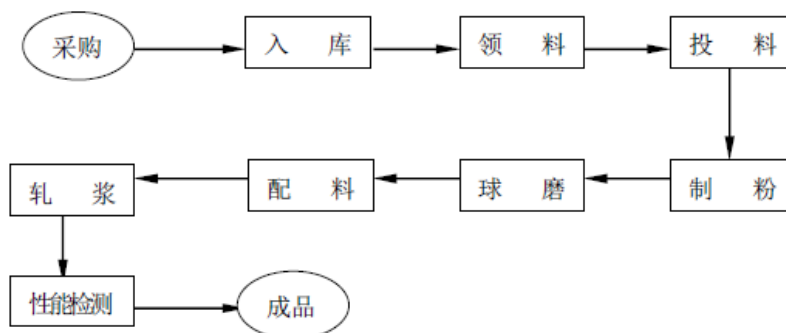 采购
入 库
领 料
投 料
制 粉
球 磨
配 料
轧 浆
性能检测
成品